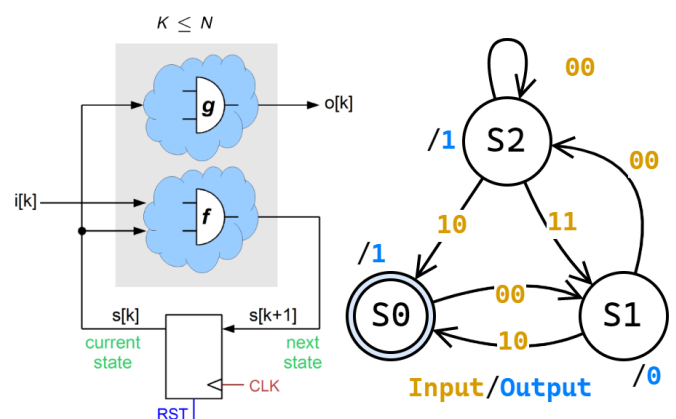 K ≤ N
g
o[k]
i[k]
f
s[k]
s[k+1]
current
state
next
state
CLK
RST
00
/1
S2
00
10
11
/1
S0
00
S1
10
/0
Input/Output